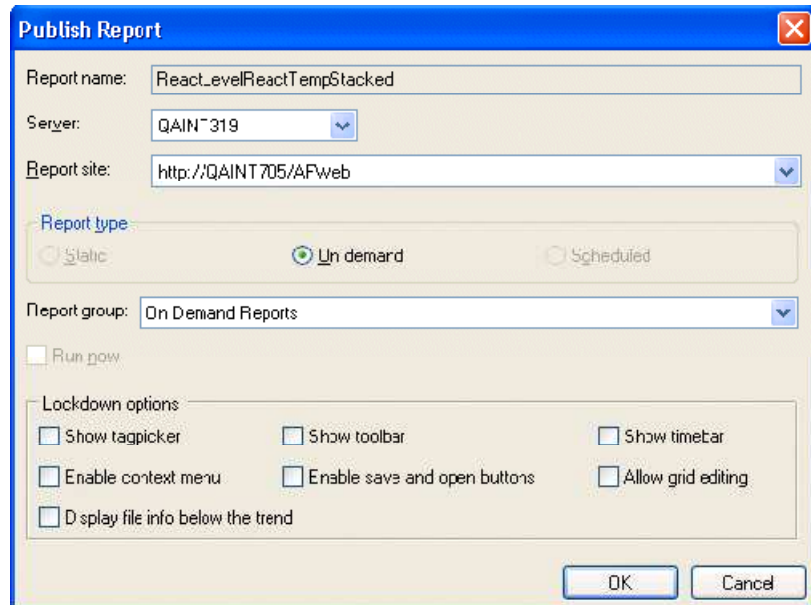 Publish Report
Report name: ReactLevelReactTempStacked
Server: QAINT319
Report site: http://QAINT705/AFWeb
Report type
Static On demand Scheduled
Report group: On Demand Reports
Run now
Lockdown options
Show tagpicker Show toolbar Show timebar
Enable context menu Enable save and open buttons Allow grid editing
Display file info below the trend
OK Cancel